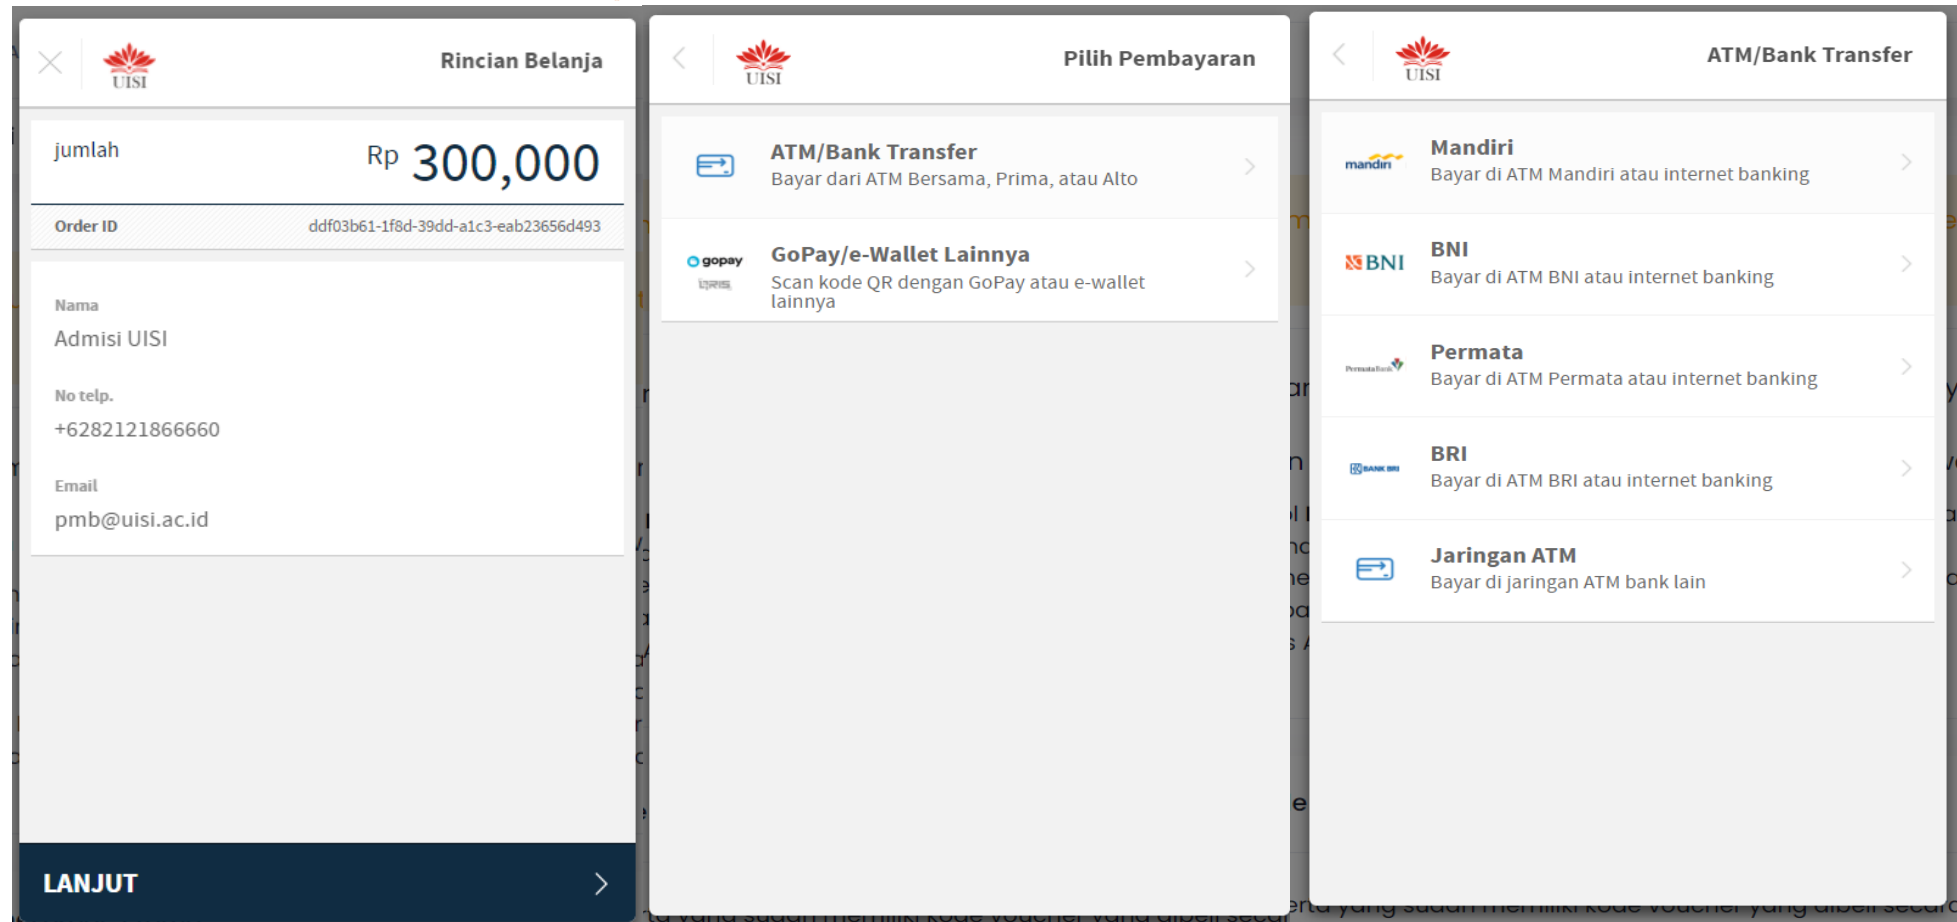 UISI
Rincian Belanja
jumlah
Rp 300,000
Order ID
ddf03b61-1f8d-39dd-a1c3-eab23656d493
Nama
Admisi UISI
No telp.
+6282121866660
Email
pmb@uisi.ac.id
LANJUT
UISI
Pilih Pembayaran
ATM/Bank Transfer
Bayar dari ATM Bersama, Prima, atau Alto
gopay
QRIS
GoPay/e-Wallet Lainnya
Scan kode QR dengan GoPay atau e-wallet
lainnya
UISI
ATM/Bank Transfer
mandiri
Mandiri
Bayar di ATM Mandiri atau internet banking
BNI
BNI
Bayar di ATM BNI atau internet banking
PermataBank
Permata
Bayar di ATM Permata atau internet banking
BANK BRI
BRI
Bayar di ATM BRI atau internet banking
Jaringan ATM
Bayar di jaringan ATM bank lain